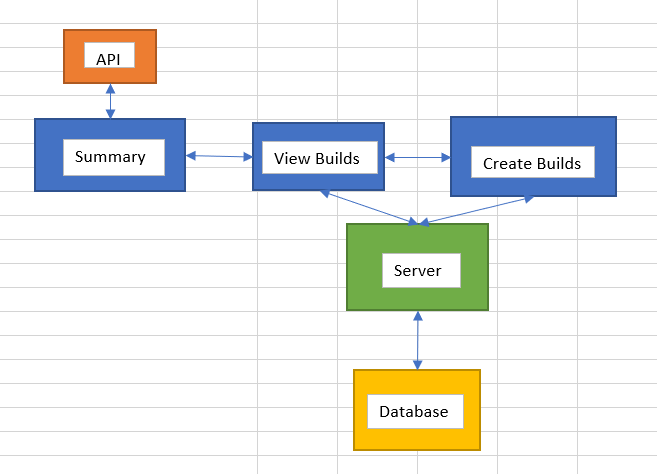 API
Summary
View Builds
Create Builds
Server
Database